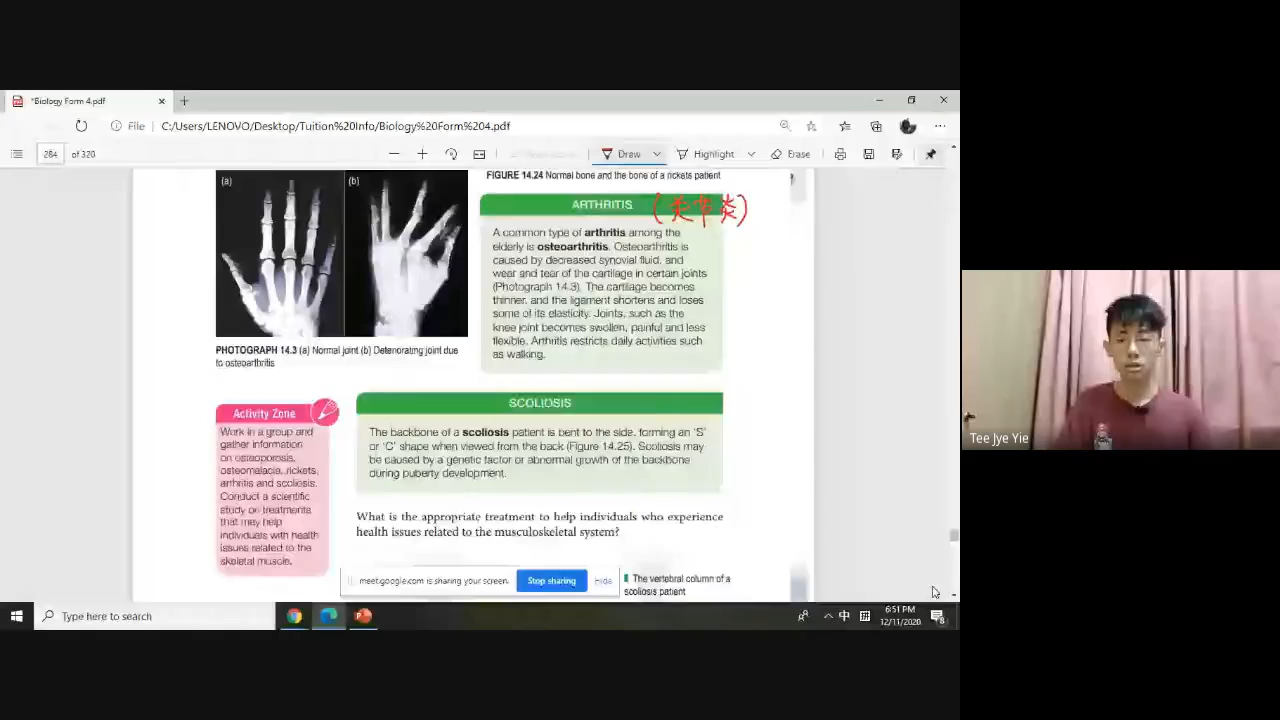 *Biology Form 4.pdf
File
C:/Users/LENOVO/Desktop/Tuition%20Info/Biology%20Form%204.pdf
284 of 320
Draw
Highlight
Erase
(a)
(b)
FIGURE 14.24 Normal bone and the bone of a rickets patient
ARTHRITIS (关节炎)
A common type of arthritis among the
elderly is osteoarthritis. Osteoarthritis is
caused by decreased synovial fluid, and
wear and tear of the cartilage in certain joints
(Photograph 14.3). The cartilage becomes
thinner, and the ligament shortens and loses
some of its elasticity. Joints, such as the
knee joint becomes swollen, painful and less
flexible. Arthritis restricts daily activities such
as walking.
PHOTOGRAPH 14.3 (a) Normal joint (b) Deteriorating joint due
to osteoarthritis
Activity Zone
Work in a group and
gather information
on osteoporosis,
osteomalacia, rickets,
arthritis and scoliosis.
Conduct a scientific
study on treatments
that may help
individuals with health
issues related to the
skeletal muscle.
SCOLIOSIS
The backbone of a scoliosis patient is bent to the side, forming an 'S'
or 'C' shape when viewed from the back (Figure 14.25). Scoliosis may
be caused by a genetic factor or abnormal growth of the backbone
during puberty development.
What is the appropriate treatment to help individuals who experience
health issues related to the musculoskeletal system?
meet.google.com is sharing your screen.
Stop sharing
Hide
The vertebral column of a
scoliosis patient
Type here to search
中
6:51 PM
12/11/2020
8
Tee Jye Yie